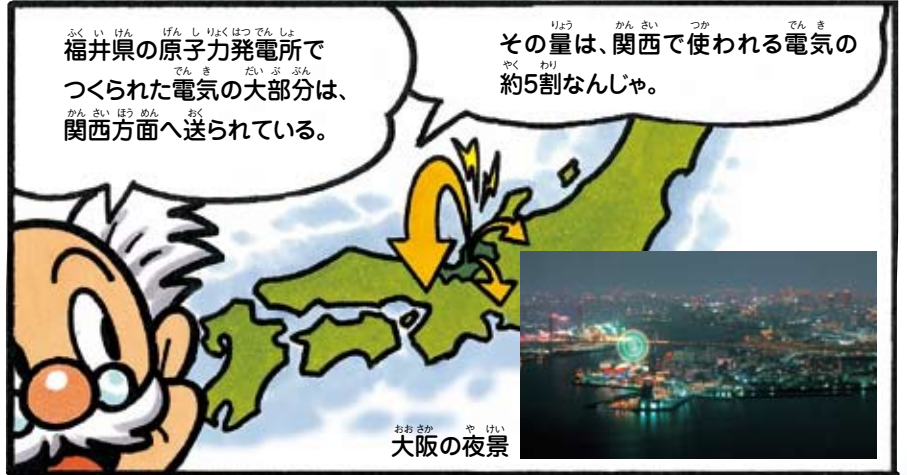 福井県の原子力発電所で
つくられた電気の大部分は、
関西方面へ送られている。
その量は、関西で使われる電気の
約5割なんじゃ。
大阪の夜景